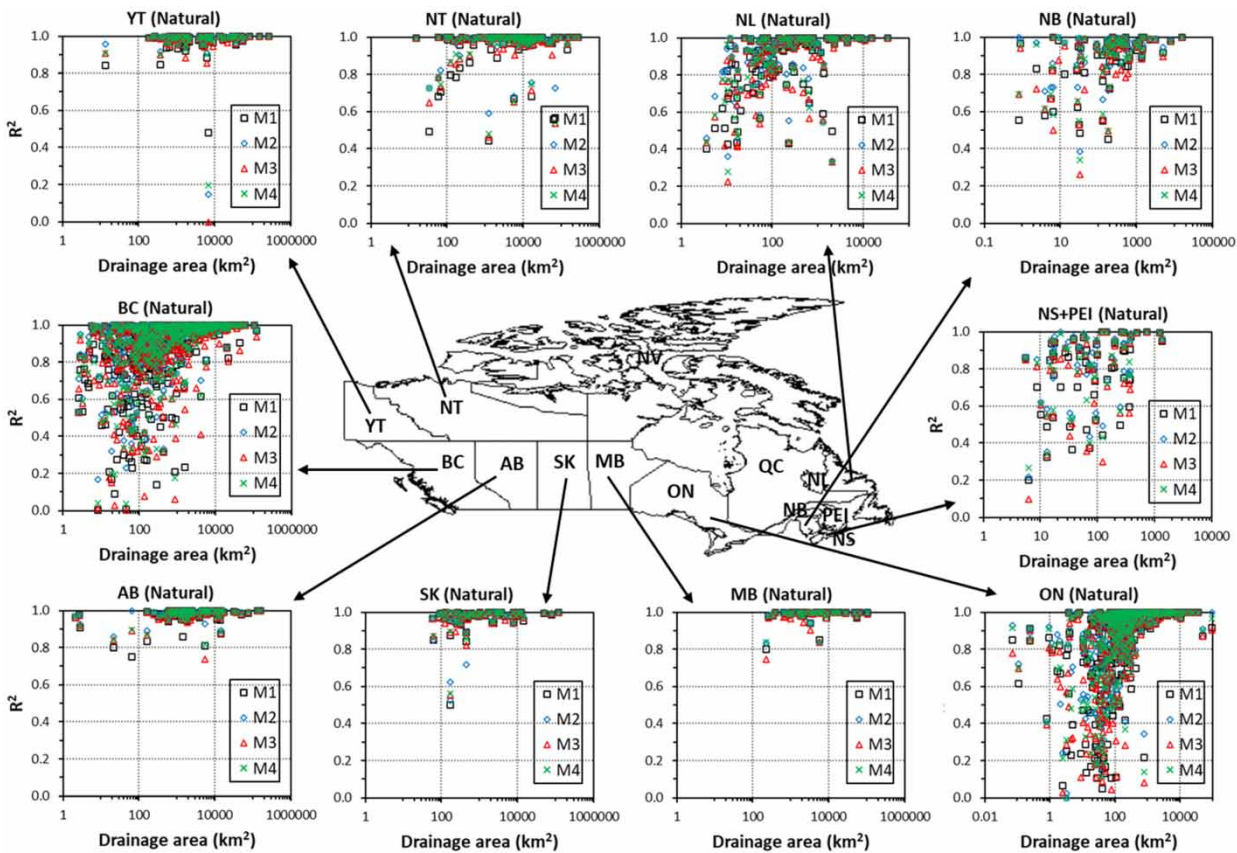 YT (Natural)
R²
1.0
0.8
0.6
0.4
0.2
0.0
M1
M2
M3
M4
1
100
10000
1000000
Drainage area (km²)
NT (Natural)
1.0
0.8
0.6
0.4
0.2
0.0
M1
M2
M3
M4
1
100
10000
1000000
Drainage area (km²)
NL (Natural)
1.0
0.8
0.6
0.4
0.2
0.0
M1
M2
M3
M4
1
10
100
1000
10000
100000
Drainage area (km²)
NB (Natural)
1.0
0.8
0.6
0.4
0.2
0.0
M1
M2
M3
M4
0.1
10
1000
100000
Drainage area (km²)
BC (Natural)
R²
1.0
0.8
0.6
0.4
0.2
0.0
M1
M2
M3
M4
1
100
10000
1000000
Drainage area (km²)
NV
YT
NT
BC
AB
SK
MB
ON
QC
NL
NB
PEI
NS
NS+PEI (Natural)
R²
1.0
0.8
0.6
0.4
0.2
0.0
M1
M2
M3
M4
1
10
100
1000
10000
Drainage area (km²)
AB (Natural)
R²
1.0
0.8
0.6
0.4
0.2
0.0
M1
M2
M3
M4
1
100
10000
1000000
Drainage area (km²)
SK (Natural)
1.0
0.8
0.6
0.4
0.2
0.0
M1
M2
M3
M4
1
100
10000
1000000
Drainage area (km²)
MB (Natural)
1.0
0.8
0.6
0.4
0.2
0.0
M1
M2
M3
M4
1
100
10000
1000000
Drainage area (km²)
ON (Natural)
1.0
0.8
0.6
0.4
0.2
0.0
M1
M2
M3
M4
0.01
1
100
10000
Drainage area (km²)